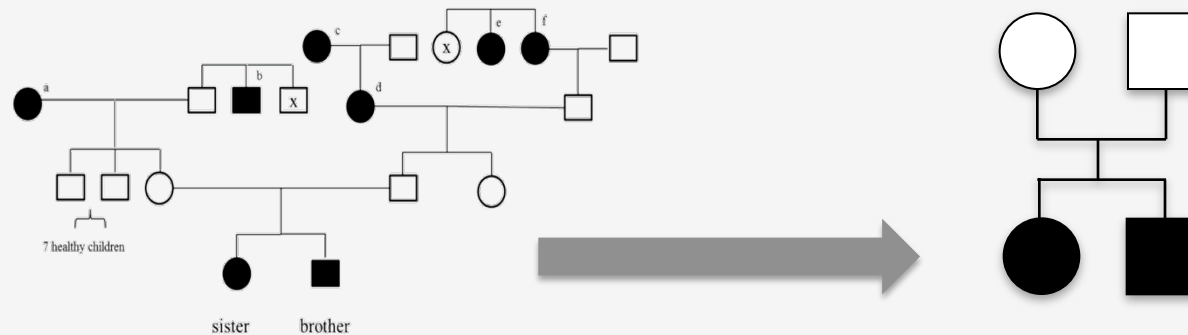 c
e
f
x
b
a
x
d
7 healthy children
sister
brother